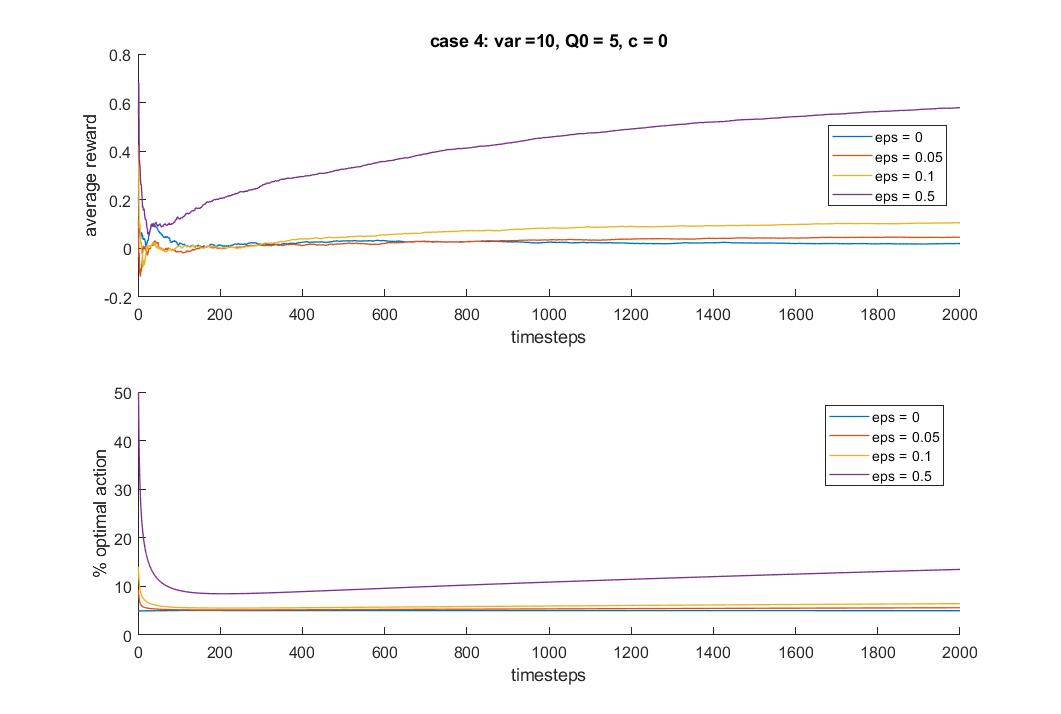 case 4: var =10, Q0 = 5, c = 0
0.8
0.6
0.4
0.2
0
-0.2
average reward
0 200 400 600 800 1000 1200 1400 1600 1800 2000
timesteps
eps = 0
eps = 0.05
eps = 0.1
eps = 0.5
50
40
30
20
10
0
% optimal action
0 200 400 600 800 1000 1200 1400 1600 1800 2000
timesteps
eps = 0
eps = 0.05
eps = 0.1
eps = 0.5